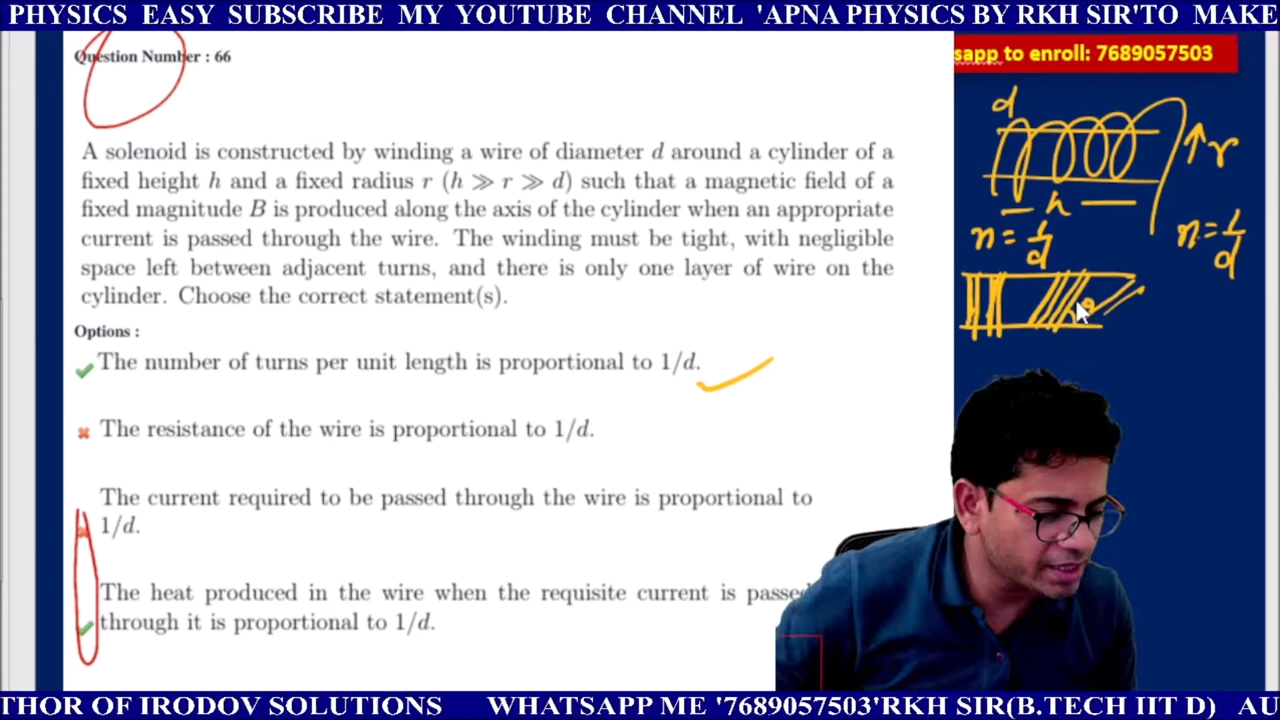 PHYSICS EASY SUBSCRIBE MY YOUTUBE CHANNEL 'APNA PHYSICS BY RKH SIR'TO MAKE
Question Number : 66
sapp to enroll: 7689057503
A solenoid is constructed by winding a wire of diameter d around a cylinder of a
fixed height h and a fixed radius r (h ≫ r ≫ d) such that a magnetic field of a
fixed magnitude B is produced along the axis of the cylinder when an appropriate
current is passed through the wire. The winding must be tight, with negligible
space left between adjacent turns, and there is only one layer of wire on the
cylinder. Choose the correct statement(s).
Options :
The number of turns per unit length is proportional to 1/d.
The resistance of the wire is proportional to 1/d.
The current required to be passed through the wire is proportional to
1/d.
The heat produced in the wire when the requisite current is passed
through it is proportional to 1/d.
d
r
h
n = 1/d
n = 1/d
THOR OF IRODOV SOLUTIONS WHATSAPP ME '7689057503'RKH SIR(B.TECH IIT D) AU